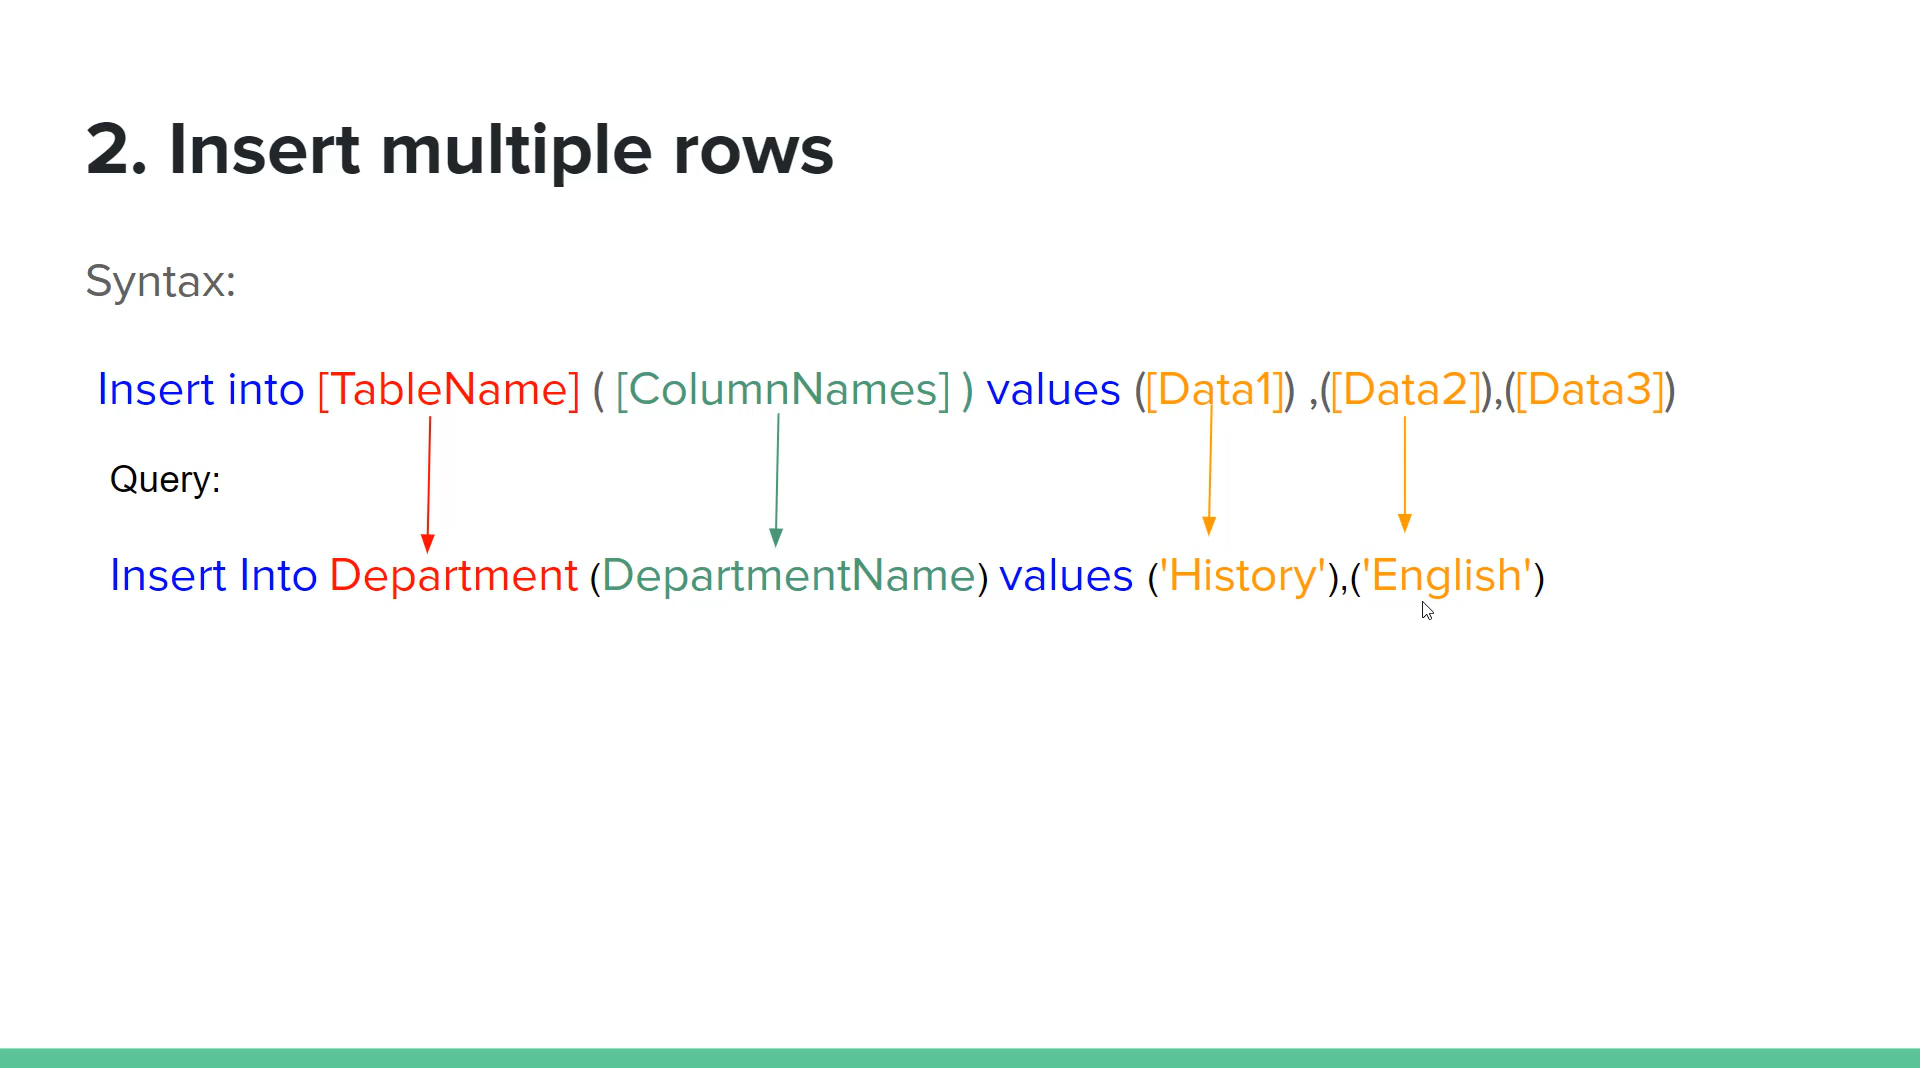 2. Insert multiple rows
Syntax:
Insert into [TableName] ( [ColumnNames] ) values ([Data1]) ,([Data2]),([Data3])
Query:
Insert Into Department (DepartmentName) values ('History'),('English')